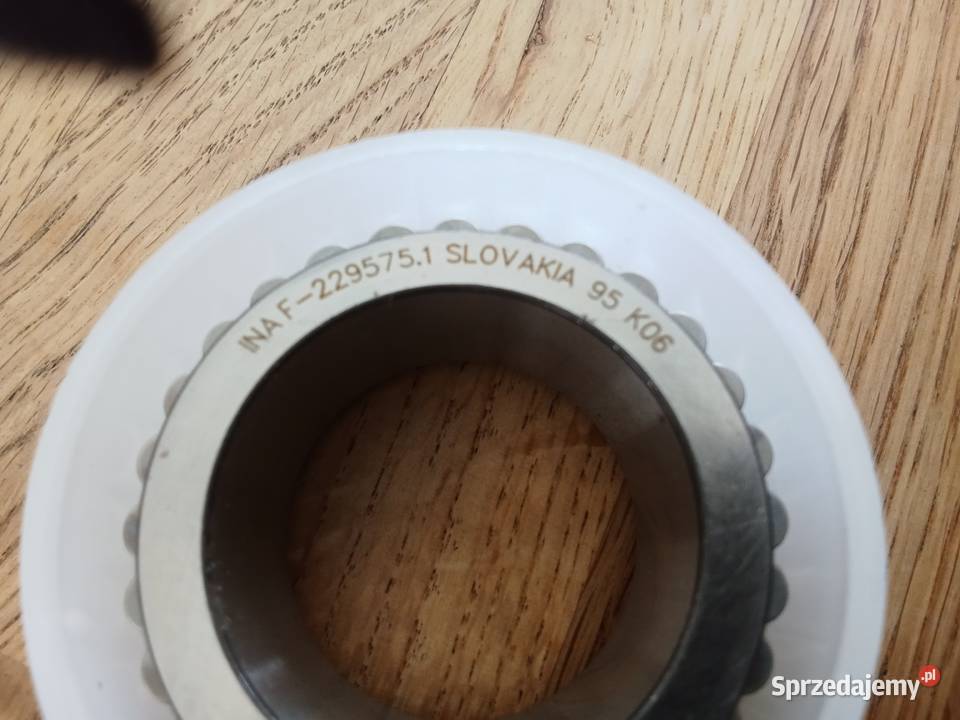 INA F-229575.1 SLOVAKIA 95 K06
Sprzedajemy.pl